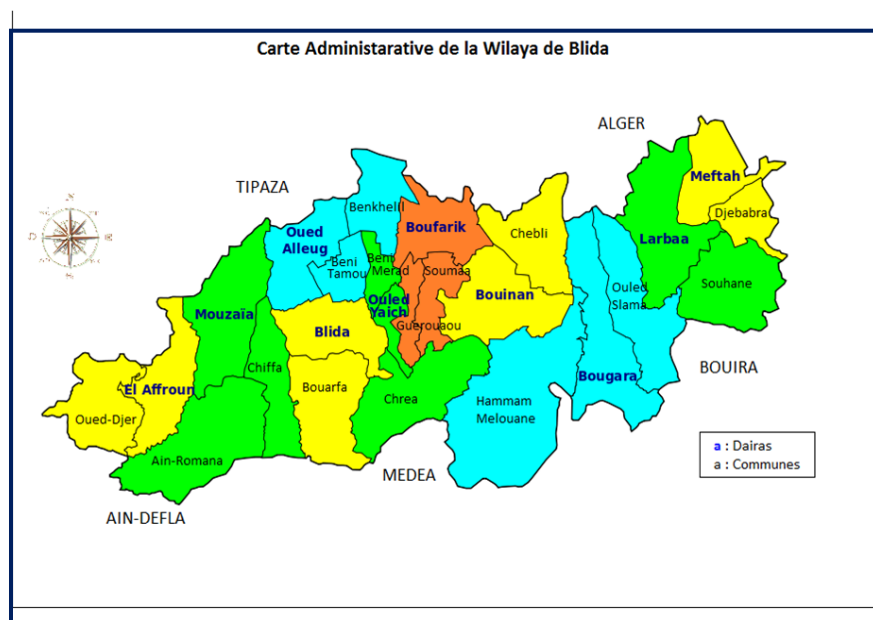 Carte Administarative de la Wilaya de Blida
ALGER
TIPAZA
Meftah
Benkhelil
Djebabra
Oued
Alleug
Boufarik
Chebli
Larbaa
Beni
Tamou
Beni
Merad
Soumaa
Souhane
Ouled
Slama
Mouzaïa
Ouled
Yaich
Bouinan
Blida
Guerouaou
Chiffa
BOUIRA
El Affroun
Bouarfa
Bougara
Chrea
Hammam
Melouane
Oued-Djer
Ain-Romana
MEDEA
AIN-DEFLA
a : Dairas
a : Communes